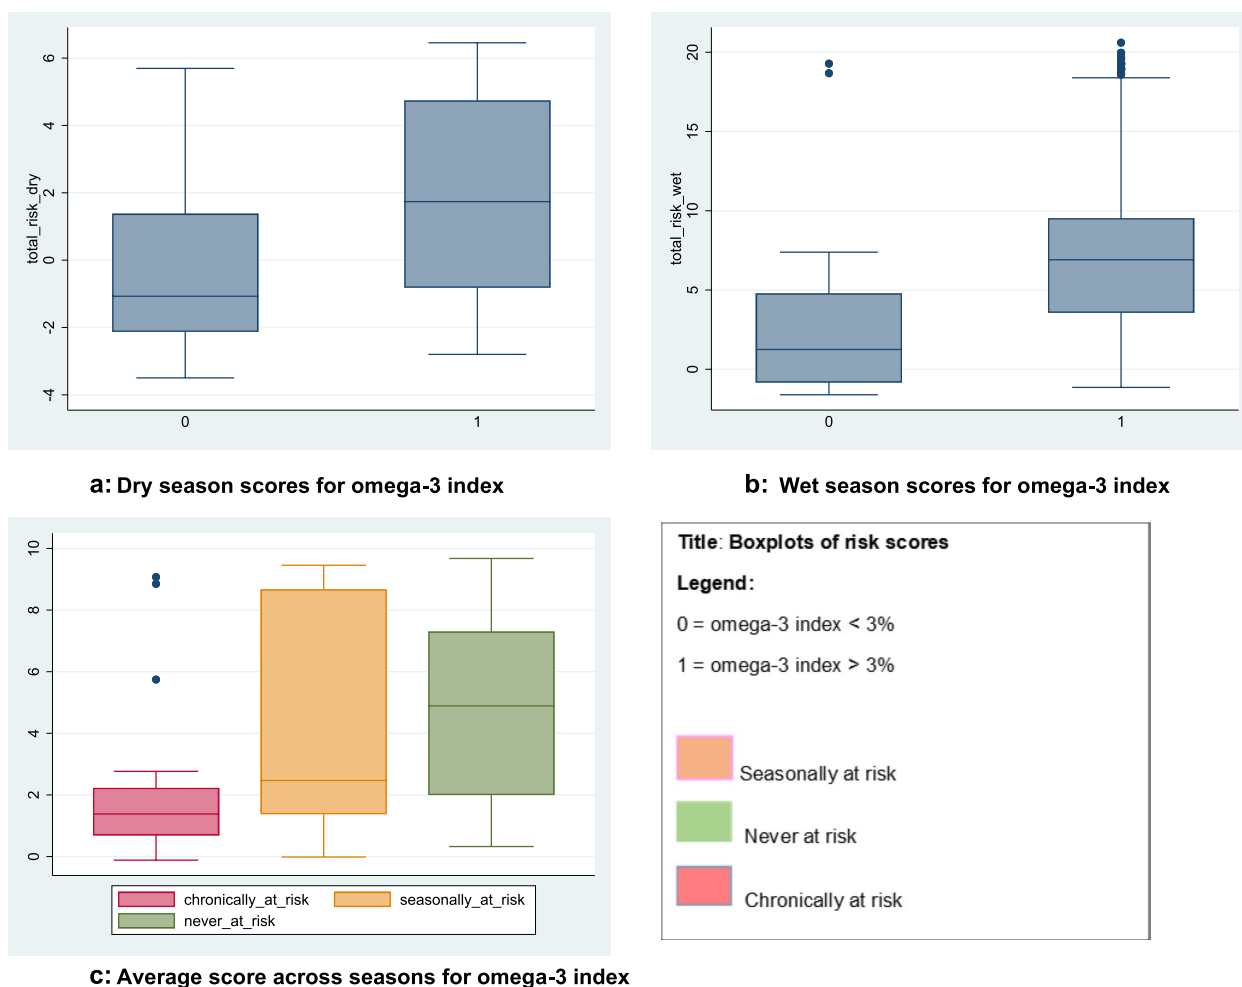 total_risk_dry
6
4
2
0
-2
-4
0 1
a: Dry season scores for omega-3 index
total_risk_wet
20
15
10
5
0
0 1
b: Wet season scores for omega-3 index
10
8
6
4
2
0
chronically_at_risk seasonally_at_risk
never_at_risk
c: Average score across seasons for omega-3 index
Title: Boxplots of risk scores
Legend:
0 = omega-3 index < 3%
1 = omega-3 index > 3%
Seasonally at risk
Never at risk
Chronically at risk